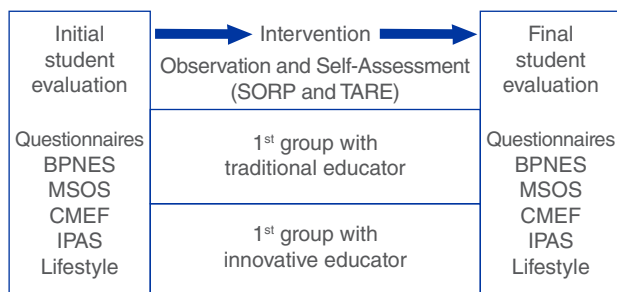 Initial
student
evaluation
Questionnaires
BPNES
MSOS
CMEF
IPAS
Lifestyle
Intervention
Observation and Self-Assessment
(SORP and TARE)
1st group with
traditional educator
1st group with
innovative educator
Final
student
evaluation
Questionnaires
BPNES
MSOS
CMEF
IPAS
Lifestyle